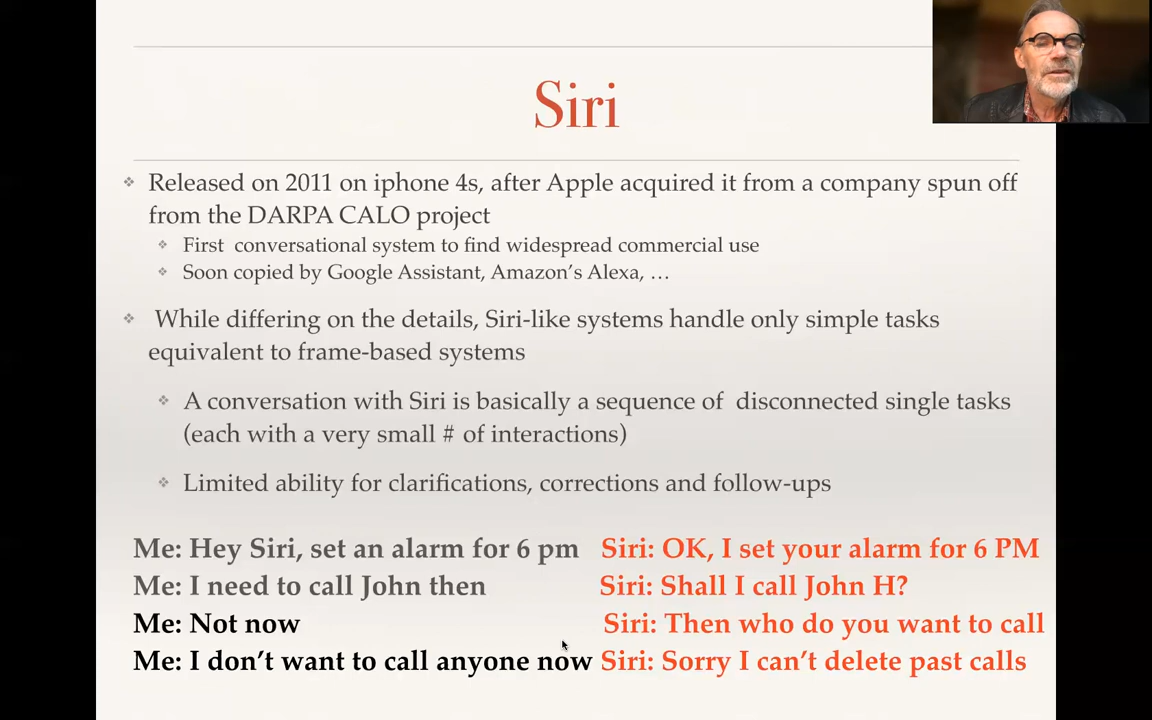 Siri
Released on 2011 on iphone 4s, after Apple acquired it from a company spun off
from the DARPA CALO project
First conversational system to find widespread commercial use
Soon copied by Google Assistant, Amazon's Alexa, …
While differing on the details, Siri-like systems handle only simple tasks
equivalent to frame-based systems
A conversation with Siri is basically a sequence of disconnected single tasks
(each with a very small # of interactions)
Limited ability for clarifications, corrections and follow-ups
Me: Hey Siri, set an alarm for 6 pm Siri: OK, I set your alarm for 6 PM
Me: I need to call John then Siri: Shall I call John H?
Me: Not now Siri: Then who do you want to call
Me: I don't want to call anyone now Siri: Sorry I can't delete past calls